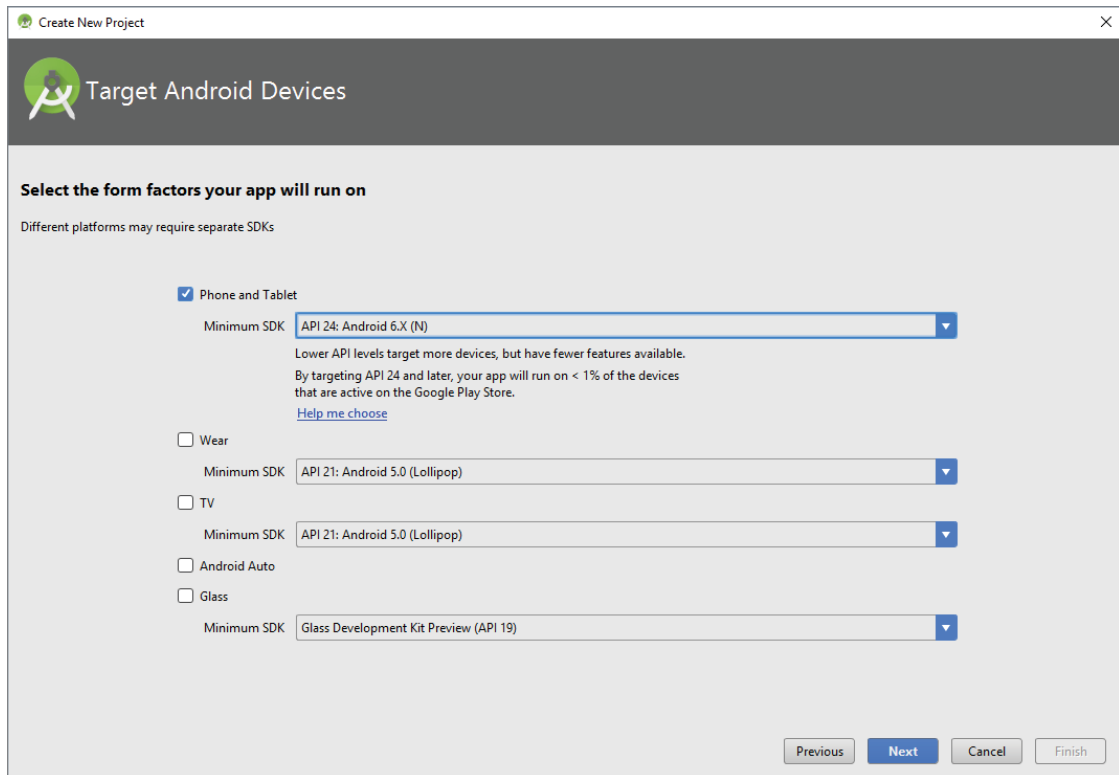 Create New Project
Target Android Devices
Select the form factors your app will run on
Different platforms may require separate SDKs
Phone and Tablet
Minimum SDK API 24: Android 6.X (N)
Lower API levels target more devices, but have fewer features available.
By targeting API 24 and later, your app will run on < 1% of the devices
that are active on the Google Play Store.
Help me choose
Wear
Minimum SDK API 21: Android 5.0 (Lollipop)
TV
Minimum SDK API 21: Android 5.0 (Lollipop)
Android Auto
Glass
Minimum SDK Glass Development Kit Preview (API 19)
Previous Next Cancel Finish